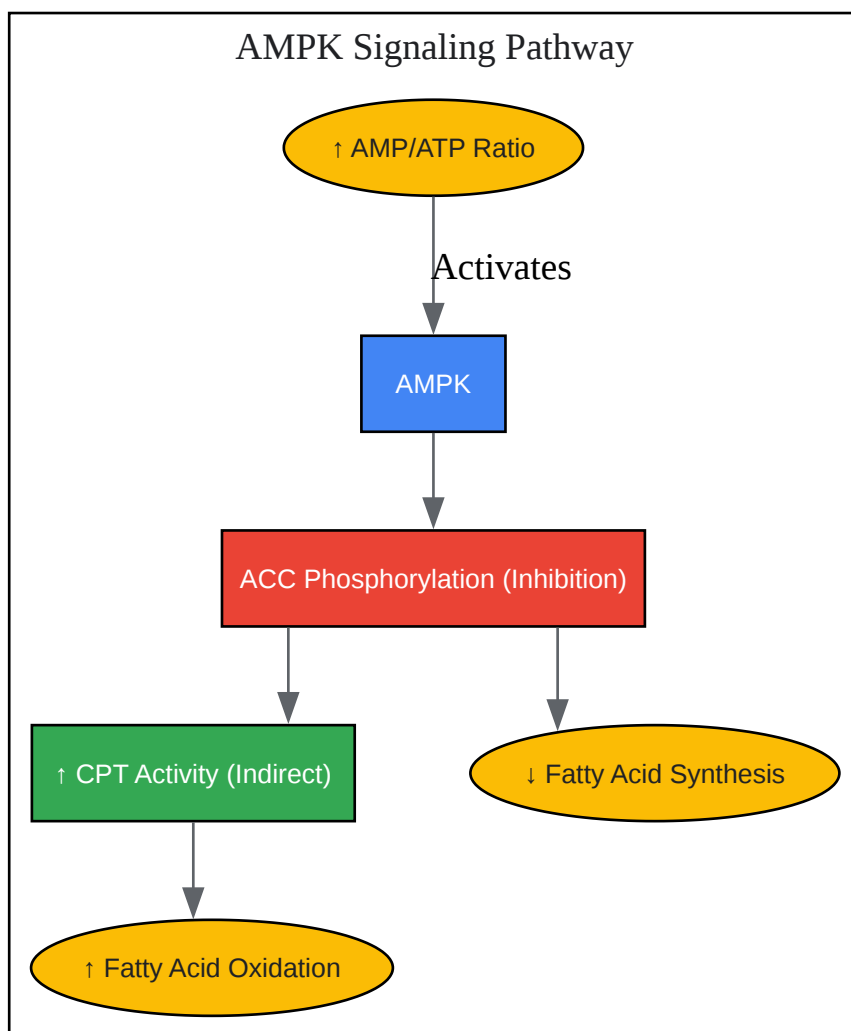 AMPK Signaling Pathway
↑ AMP/ATP Ratio
Activates
AMPK
ACC Phosphorylation (Inhibition)
↑ CPT Activity (Indirect)
↓ Fatty Acid Synthesis
↑ Fatty Acid Oxidation